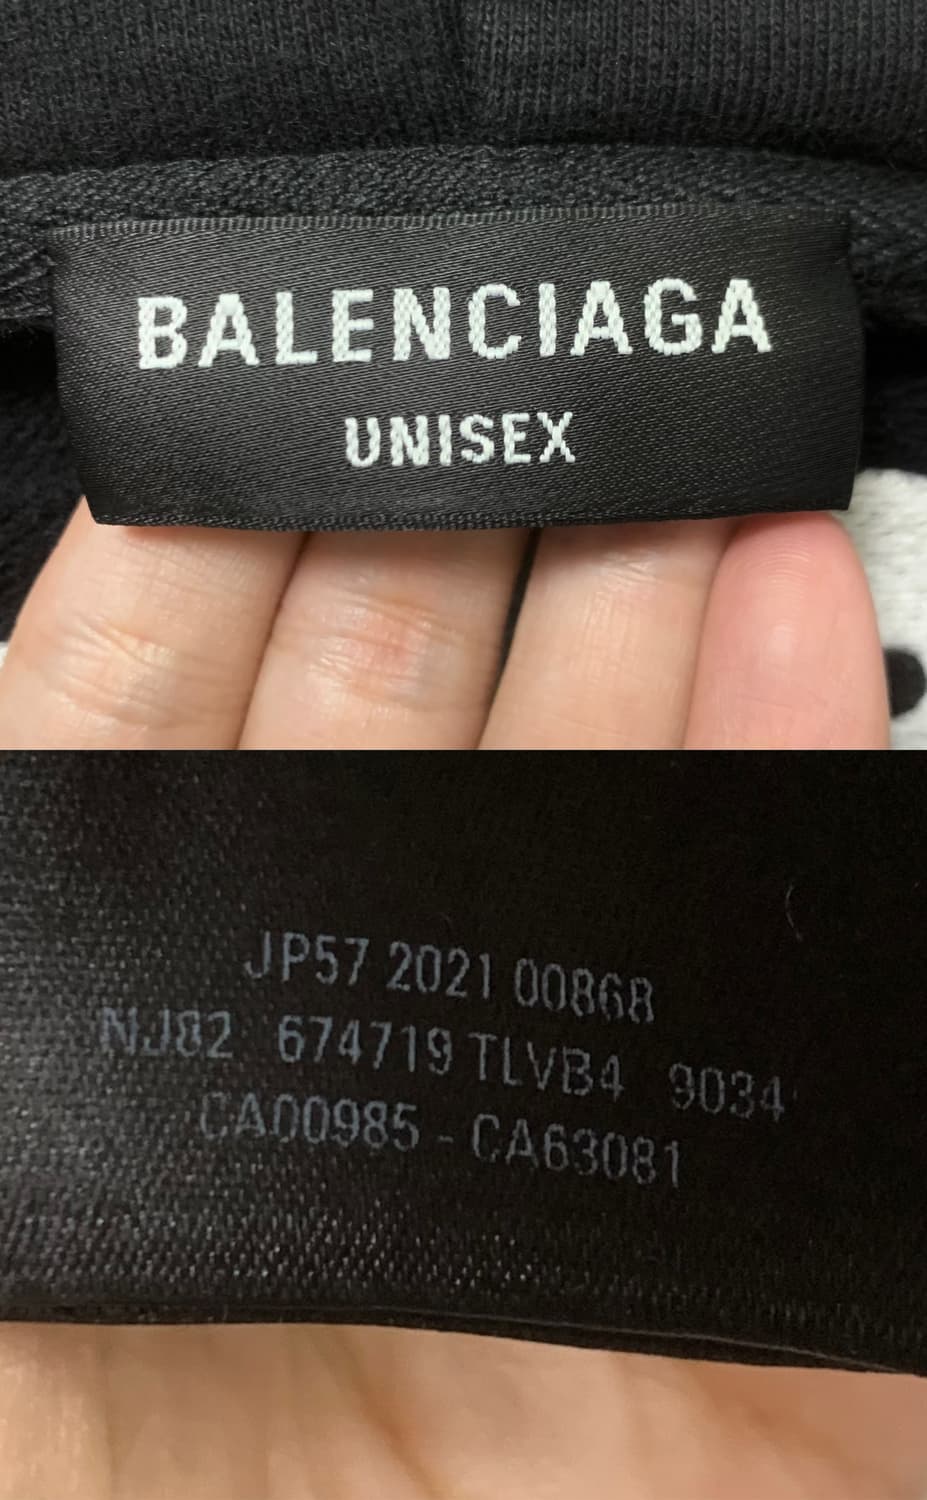 BALENCIAGA
UNISEX
JP57 2021 00868
NJ82 674719 TLVB4 9034
CA00985 - CA63081